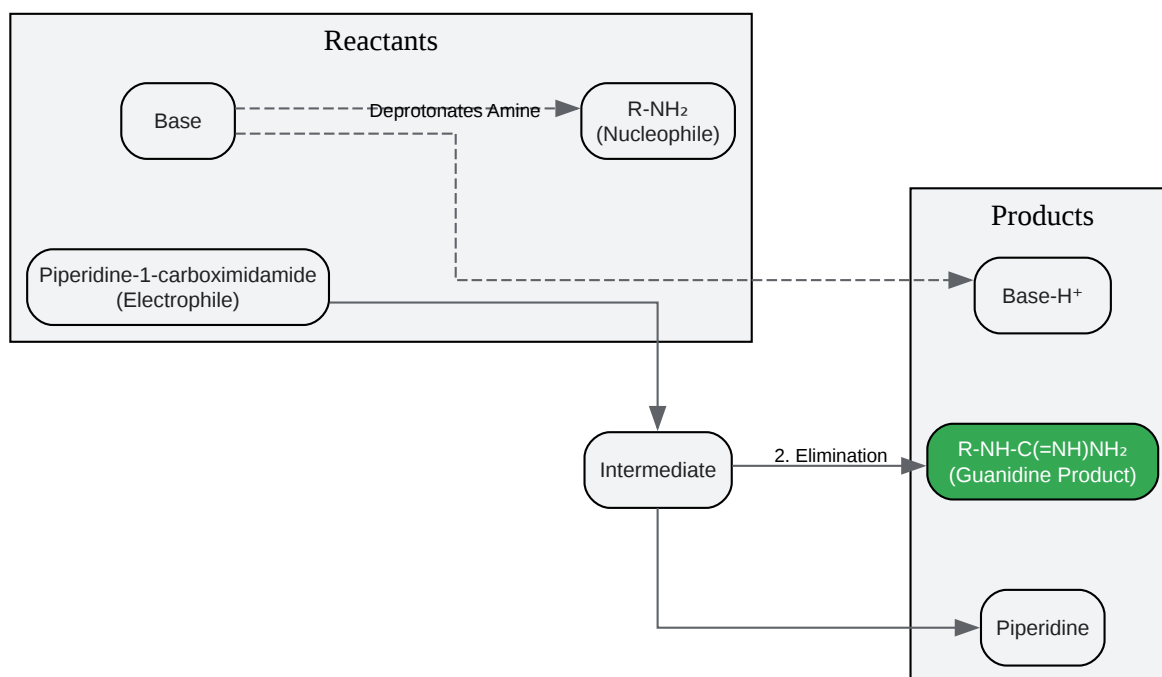 Reactants
Base
Deprotonates Amine
R-NH₂
(Nucleophile)
Piperidine-1-carboximidamide
(Electrophile)
Products
Base-H⁺
Intermediate
2. Elimination
R-NH-C(=NH)NH₂
(Guanidine Product)
Piperidine